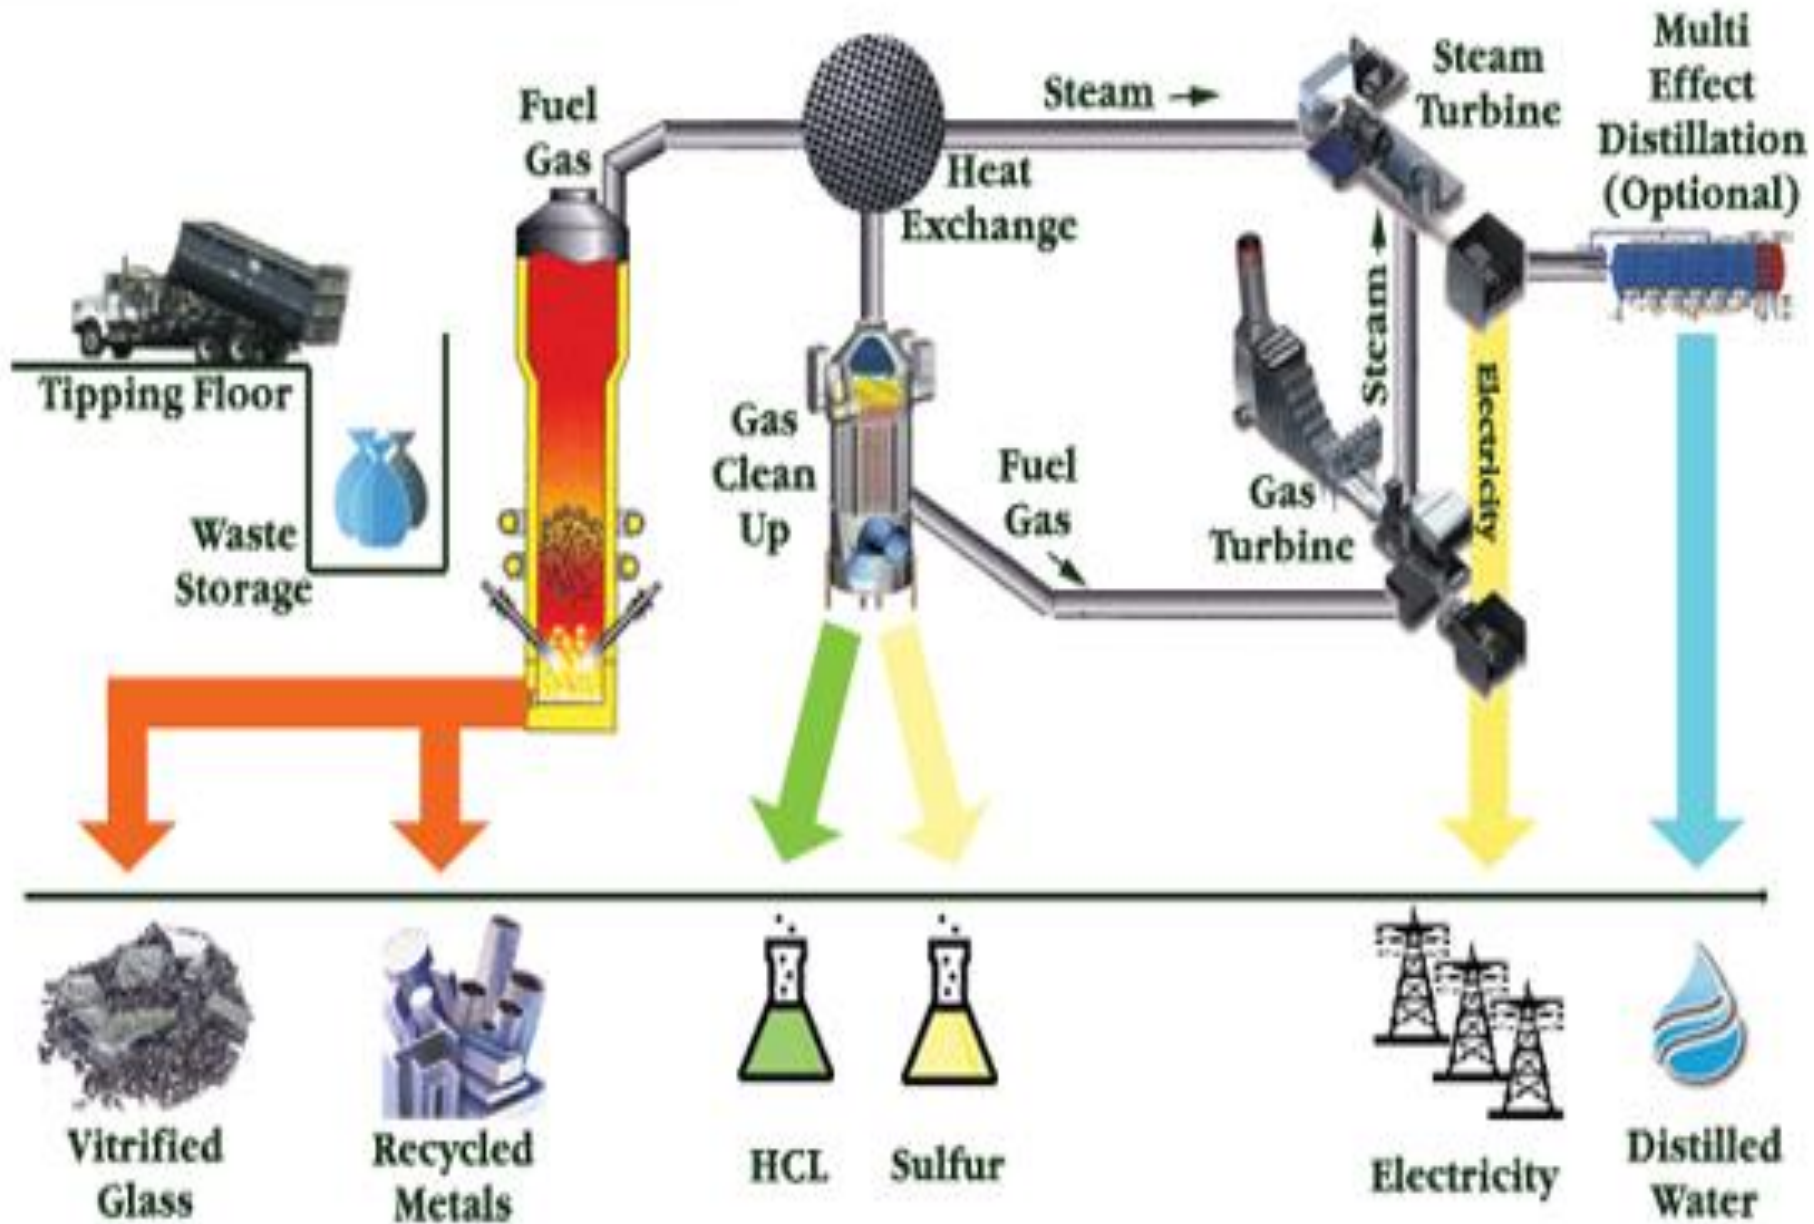 Fuel
Gas
Steam
Steam
Turbine
Multi
Effect
Distillation
(Optional)
Heat
Exchange
Tipping Floor
Waste
Storage
Gas
Clean
Up
Fuel
Gas
Gas
Turbine
Steam
Electricity
Vitrified
Glass
Recycled
Metals
HCL
Sulfur
Electricity
Distilled
Water